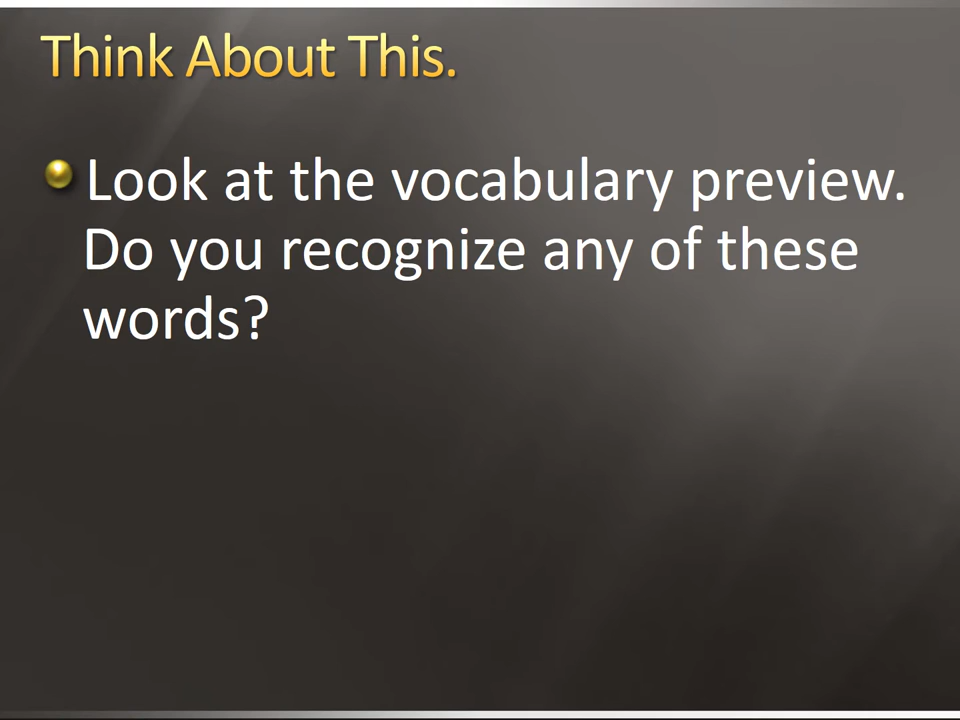 Think About This.
Look at the vocabulary preview.
Do you recognize any of these
words?